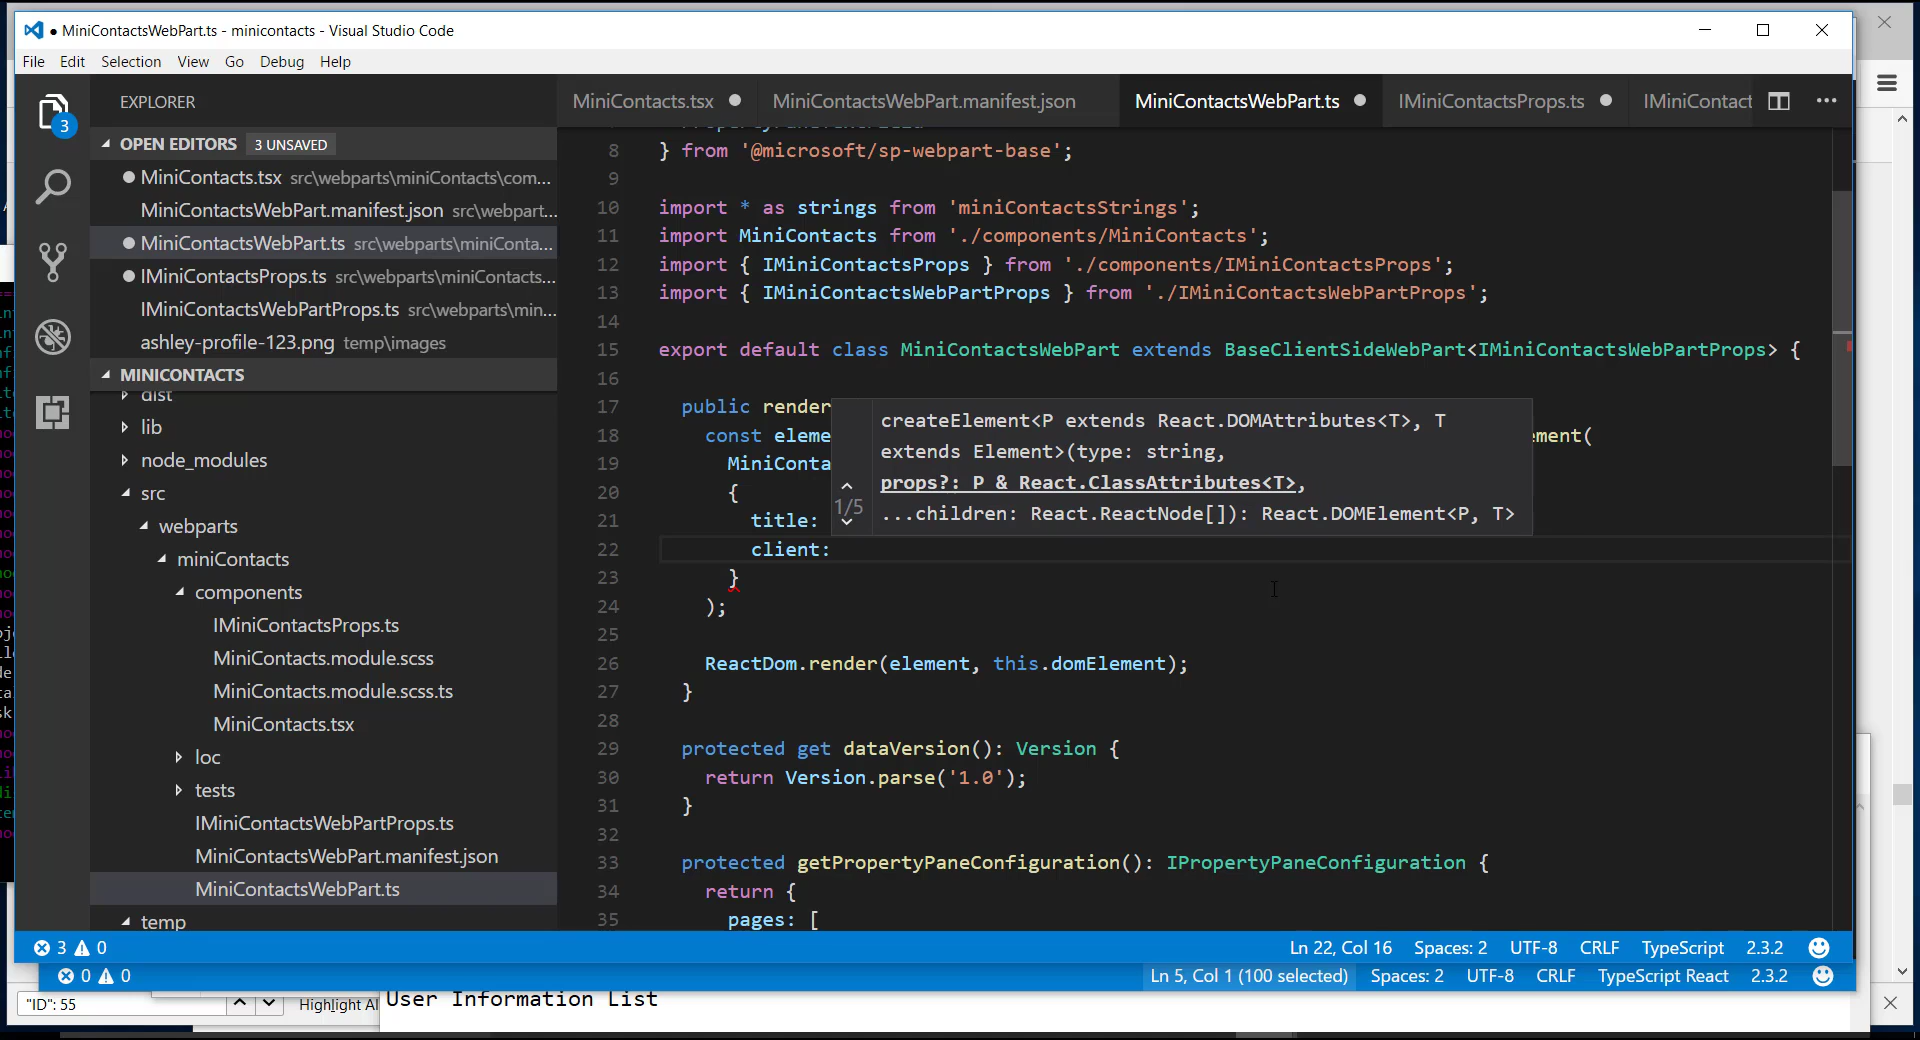 ● MiniContactsWebPart.ts - minicontacts - Visual Studio Code
File Edit Selection View Go Debug Help
EXPLORER
MiniContacts.tsx ● MiniContactsWebPart.manifest.json MiniContactsWebPart.ts ● IMiniContactsProps.ts ● IMiniContact
3
OPEN EDITORS 3 UNSAVED
● MiniContacts.tsx src\webparts\miniContacts\com...
MiniContactsWebPart.manifest.json src\webpart...
● MiniContactsWebPart.ts src\webparts\miniConta...
● IMiniContactsProps.ts src\webparts\miniContacts...
IMiniContactsWebPartProps.ts src\webparts\min...
ashley-profile-123.png temp\images
MINICONTACTS
dist
lib
node_modules
src
webparts
miniContacts
components
IMiniContactsProps.ts
MiniContacts.module.scss
MiniContacts.module.scss.ts
MiniContacts.tsx
loc
tests
IMiniContactsWebPartProps.ts
MiniContactsWebPart.manifest.json
MiniContactsWebPart.ts
temp
8 } from '@microsoft/sp-webpart-base';
9
10 import * as strings from 'miniContactsStrings';
11 import MiniContacts from './components/MiniContacts';
12 import { IMiniContactsProps } from './components/IMiniContactsProps';
13 import { IMiniContactsWebPartProps } from './IMiniContactsWebPartProps';
14
15 export default class MiniContactsWebPart extends BaseClientSideWebPart<IMiniContactsWebPartProps> {
16
17 public render
18 const eleme ement(
19 MiniConta
20 {
21 title:
22 client:
23 }
24 );
25
26 ReactDom.render(element, this.domElement);
27 }
28
29 protected get dataVersion(): Version {
30 return Version.parse('1.0');
31 }
32
33 protected getPropertyPaneConfiguration(): IPropertyPaneConfiguration {
34 return {
35 pages: [
createElement<P extends React.DOMAttributes<T>, T
extends Element>(type: string,
props?: P & React.ClassAttributes<T>,
...children: React.ReactNode[]): React.DOMElement<P, T>
1/5
3 0 Ln 22, Col 16 Spaces: 2 UTF-8 CRLF TypeScript 2.3.2
0 0 Ln 5, Col 1 (100 selected) Spaces: 2 UTF-8 CRLF TypeScript React 2.3.2
"ID": 55 Highlight Al User Information List